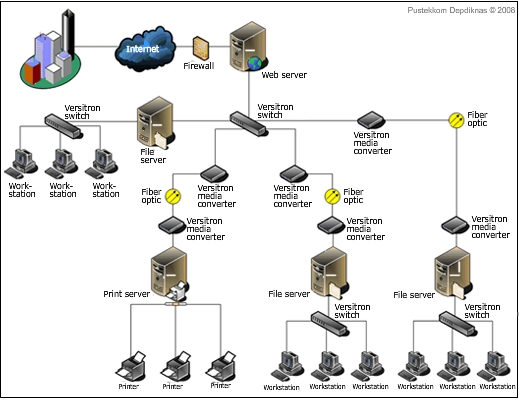 Pustekkom Depdiknas © 2008
Internet
Firewall
Web server
Versitron
switch
File
server
Versitron
switch
Versitron
media
converter
Fiber
optic
Work-
station
Work-
station
Work-
station
Fiber
optic
Versitron
media
converter
Versitron
media
converter
Fiber
optic
Versitron
media
converter
Versitron
media
converter
Versitron
media
converter
Print server
File server
File server
Versitron
switch
Versitron
switch
Printer
Printer
Printer
Workstation
Workstation
Workstation
Workstation
Workstation
Workstation